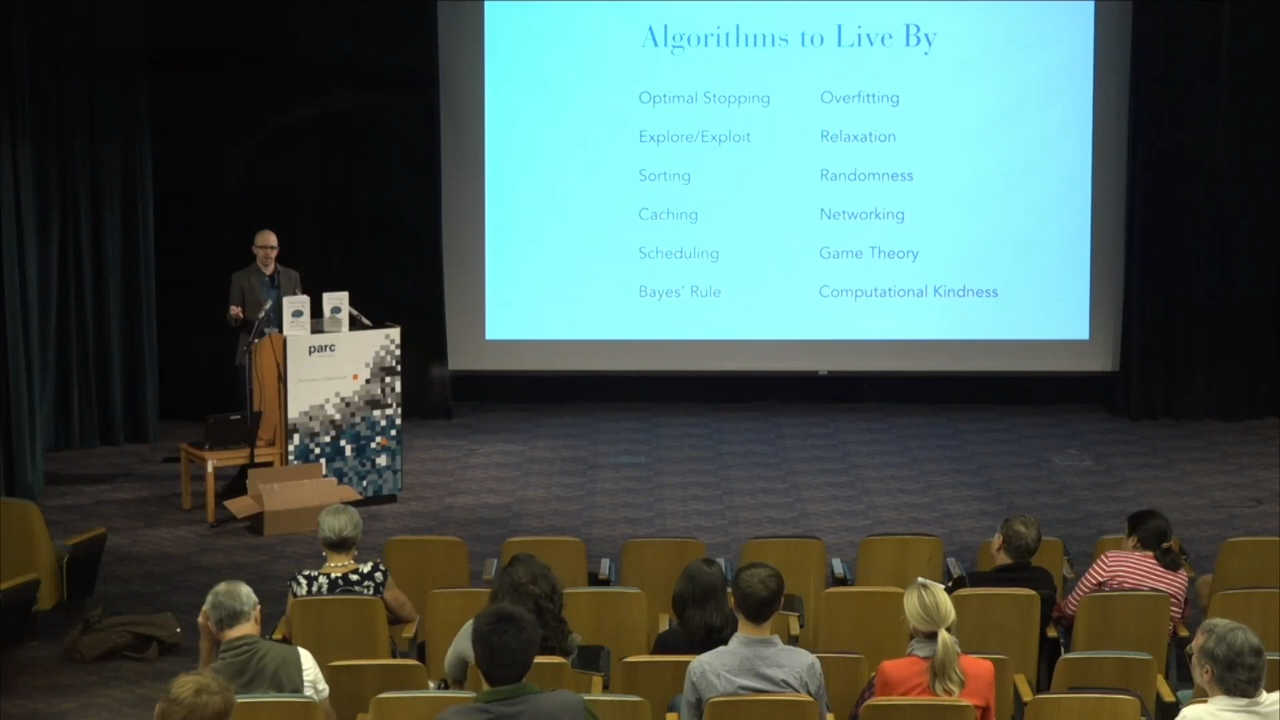 Algorithms to Live By
Optimal Stopping
Explore/Exploit
Sorting
Caching
Scheduling
Bayes' Rule
Overfitting
Relaxation
Randomness
Networking
Game Theory
Computational Kindness
parc